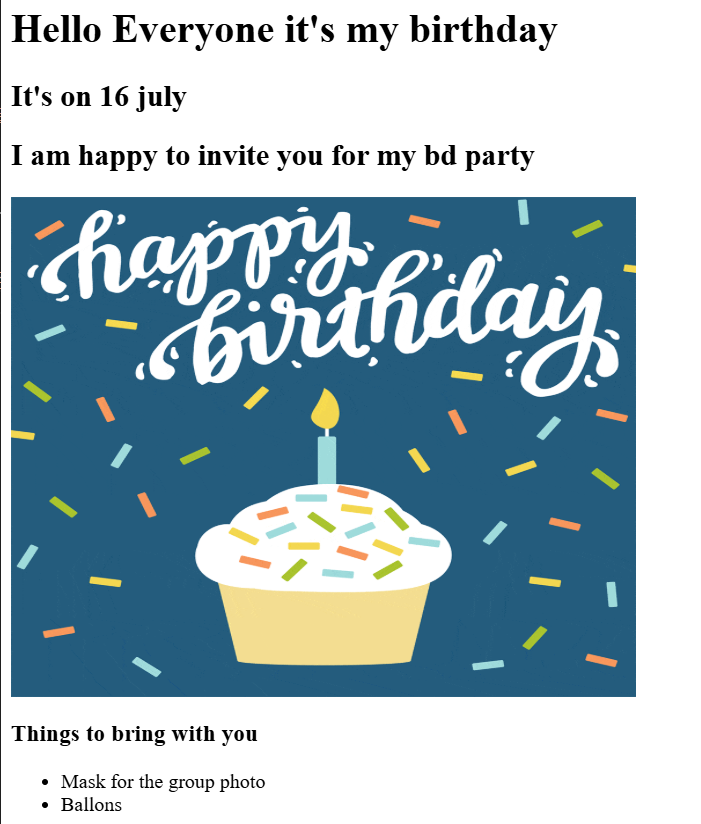 Hello Everyone it's my birthday
It's on 16 july
I am happy to invite you for my bd party
happy
birthday
Things to bring with you
Mask for the group photo
Ballons